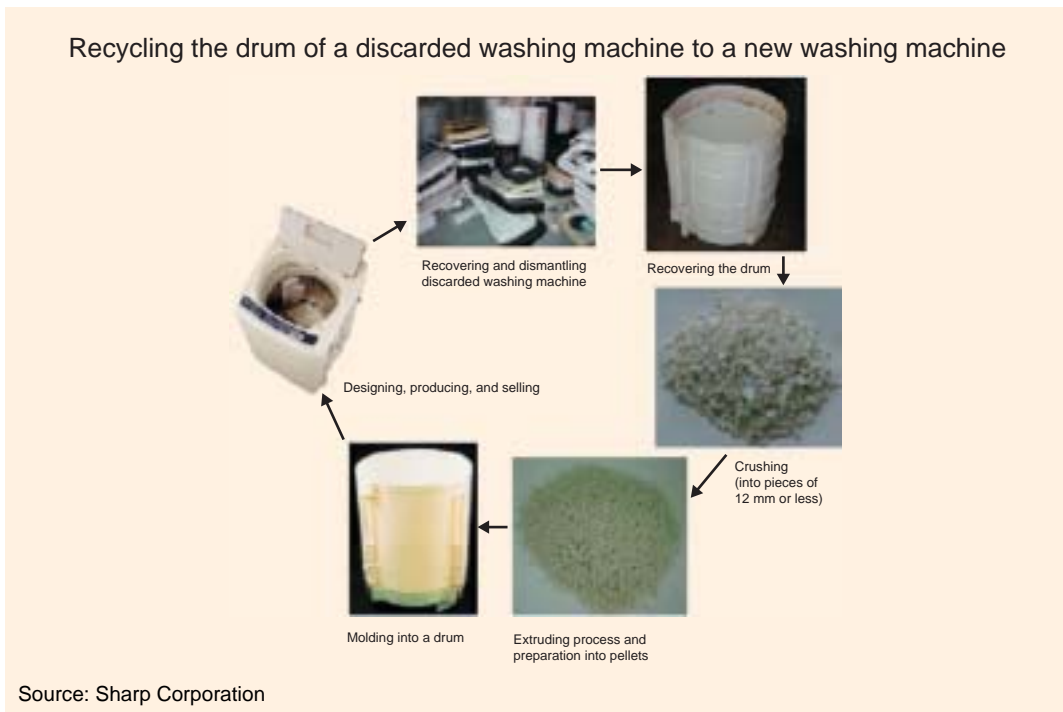 Recycling the drum of a discarded washing machine to a new washing machine
Recovering and dismantling
discarded washing machine
Recovering the drum
Crushing
(into pieces of
12 mm or less)
Extruding process and
preparation into pellets
Molding into a drum
Designing, producing, and selling
Source: Sharp Corporation